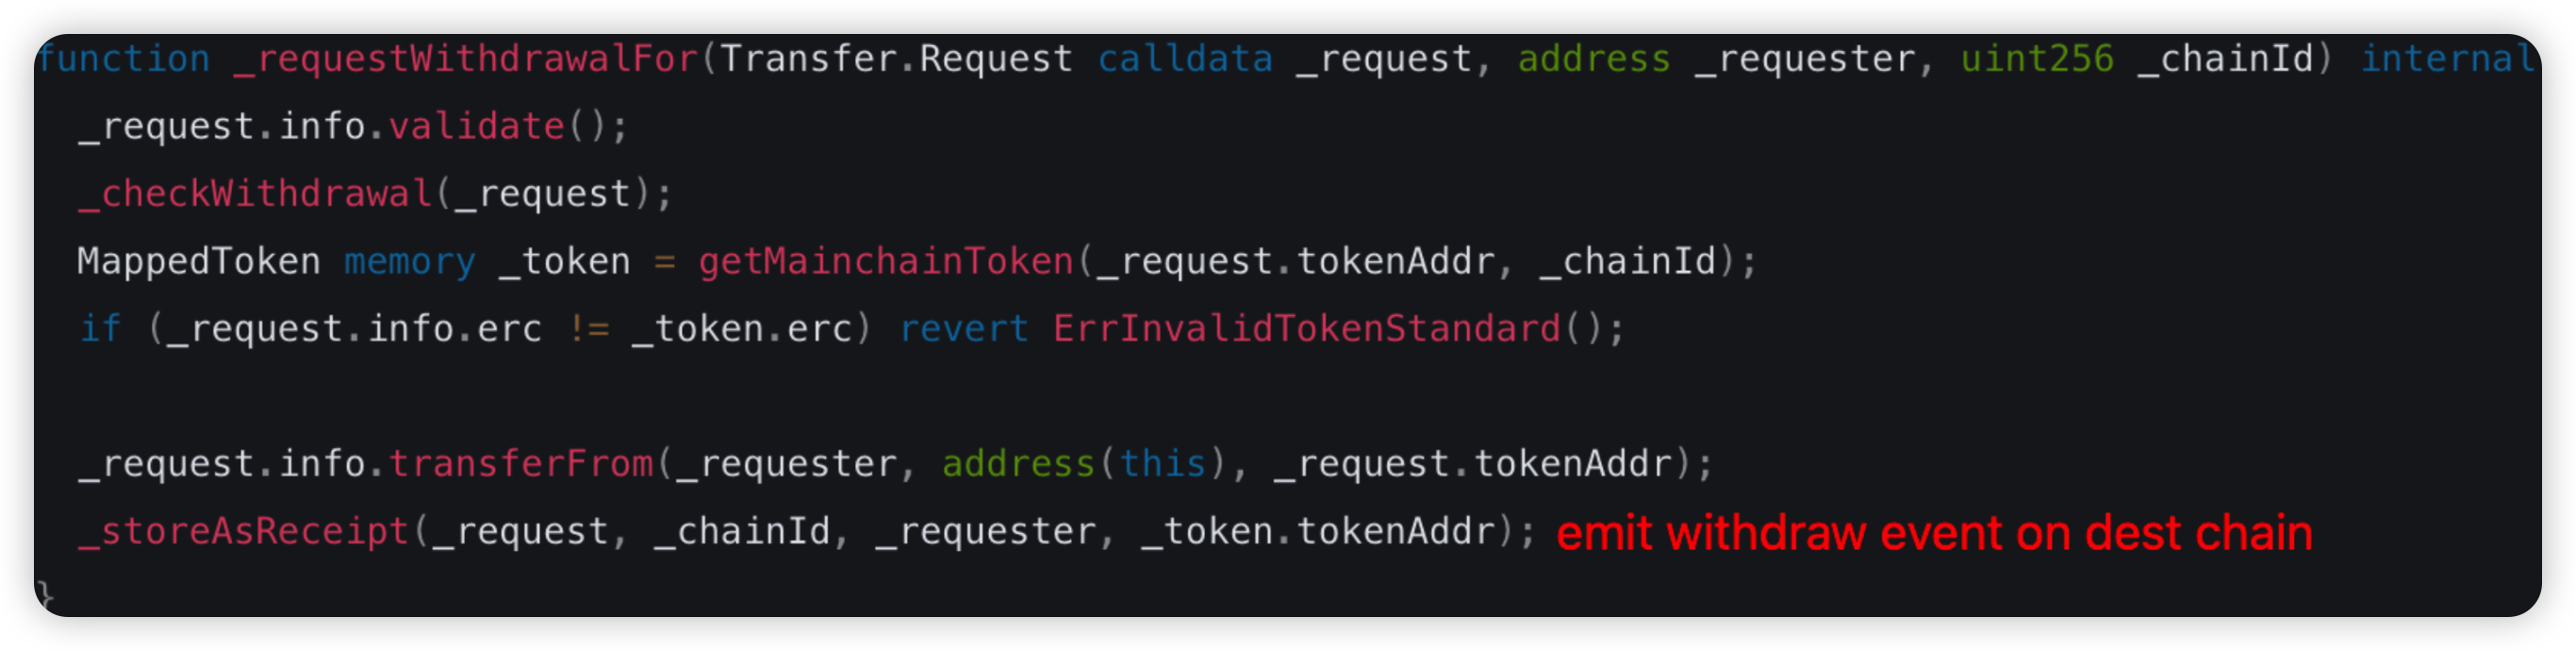 function _requestWithdrawalFor(Transfer.Request calldata _request, address _requester, uint256 _chainId) internal
_request.info.validate();
_checkWithdrawal(_request);
MappedToken memory _token = getMainchainToken(_request.tokenAddr, _chainId);
if (_request.info.erc != _token.erc) revert ErrInvalidTokenStandard();
_request.info.transferFrom(_requester, address(this), _request.tokenAddr);
_storeAsReceipt(_request, _chainId, _requester, _token.tokenAddr); emit withdraw event on dest chain
}